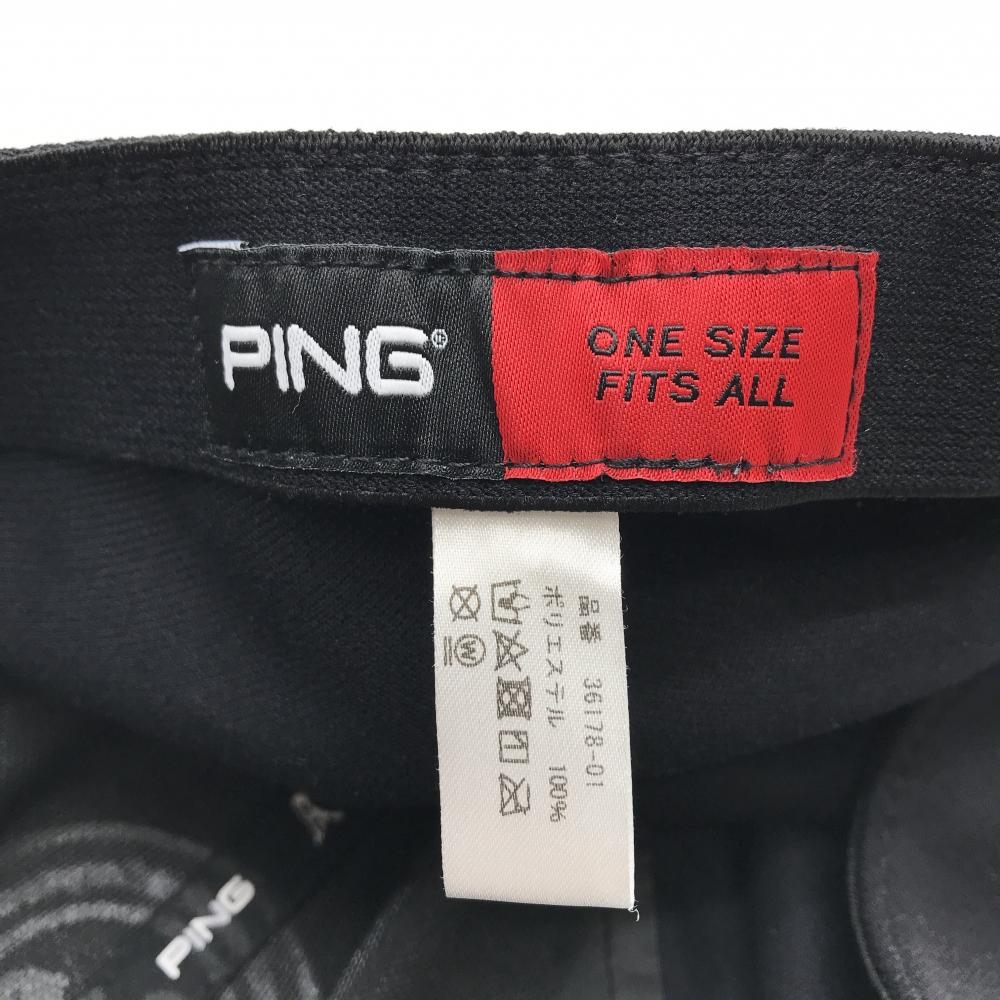 PING®
ONE SIZE
FITS ALL
品番 36178-01
ポリエステル 100%
W
PING